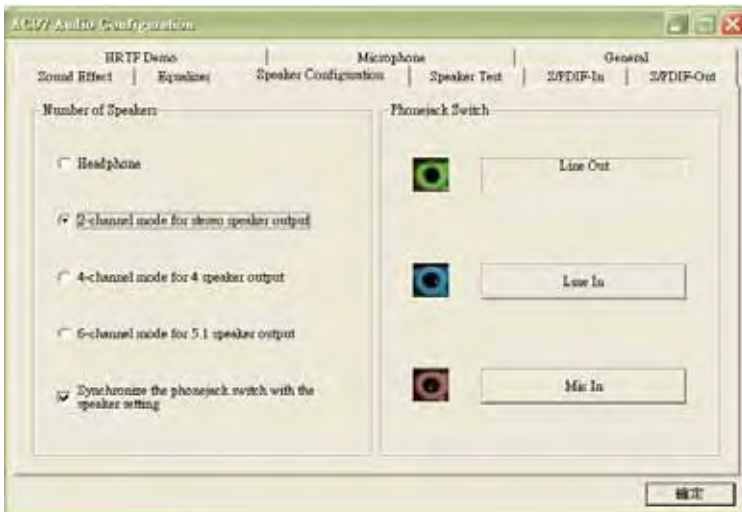 AC97 Audio Configuration
HRTF Demo
Microphone
General
Sound Effect
Equalizer
Speaker Configuration
Speaker Test
S/PDIF-In
S/PDIF-Out
Number of Speakers
Headphone
2-channel mode for stereo speaker output
4-channel mode for 4 speaker output
6-channel mode for 5.1 speaker output
Synchronize the phonejack switch with the
speaker setting
Phonejack Switch
Line Out
Line In
Mic In
確定